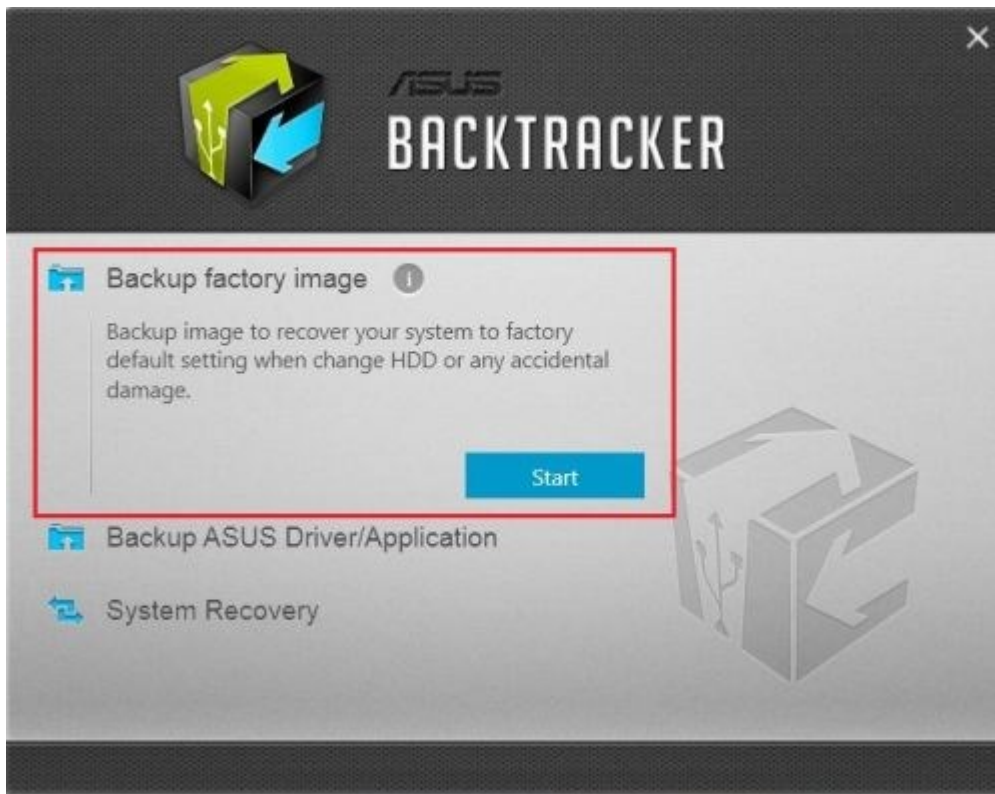 ASUS
BACKTRACKER
Backup factory image
Backup image to recover your system to factory
default setting when change HDD or any accidental
damage.
Start
Backup ASUS Driver/Application
System Recovery